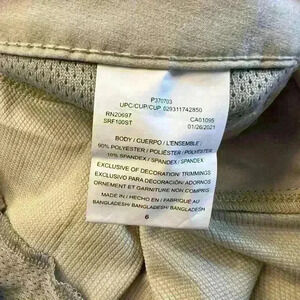 P370703
UPC/CUP/CUP 029311742850
RN20697 CA01095
SRF100ST 01/26/2021
BODY / CUERPO / L'ENSEMBLE:
90% POLYESTER / POLIÉSTER / POLYESTER
10% SPANDEX / SPANDEX / SPANDEX
EXCLUSIVE OF DECORATION/TRIMMINGS
EXCLUSIVO DE DECORACIÓN/ADORNOS
ORNEMENT ET GARNITURE NON COMPRIS
MADE IN / HECHO EN / FABRIQUÉ AU
BANGLADESH/ BANGLADESH/ BANGLADESH
6